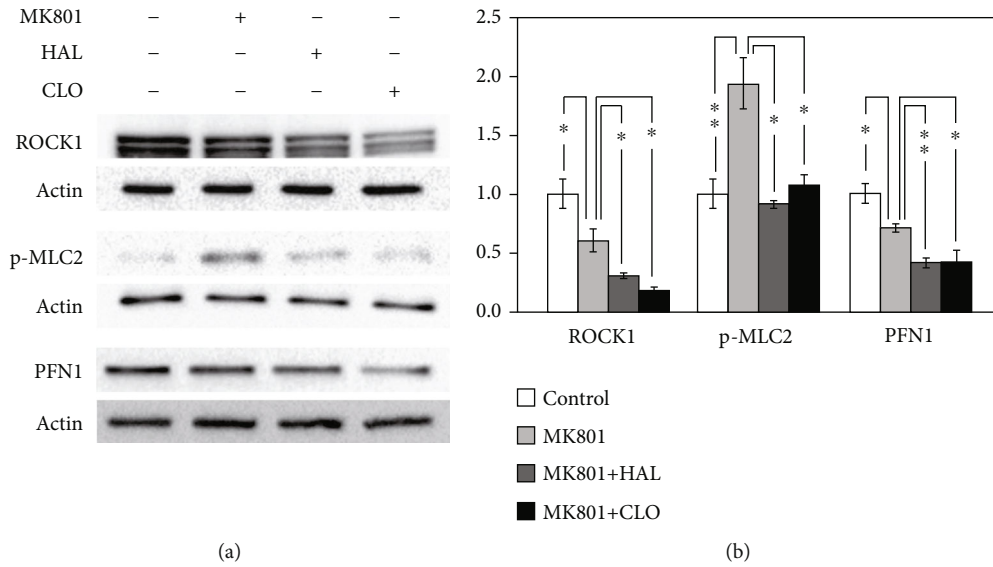 MK801 – + – –
HAL – – + –
CLO – – – +
ROCK1
Actin
p-MLC2
Actin
PFN1
Actin
(a)
2.5
2.0
1.5
1.0
0.5
0.0
* * * ** * * * ** *
ROCK1 p-MLC2 PFN1
Control
MK801
MK801+HAL
MK801+CLO
(b)